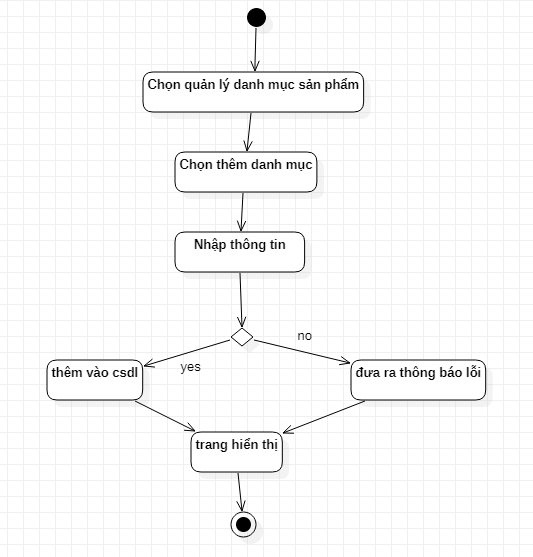 Chọn quản lý danh mục sản phẩm
Chọn thêm danh mục
Nhập thông tin
no
yes
thêm vào csdl
đưa ra thông báo lỗi
trang hiển thị